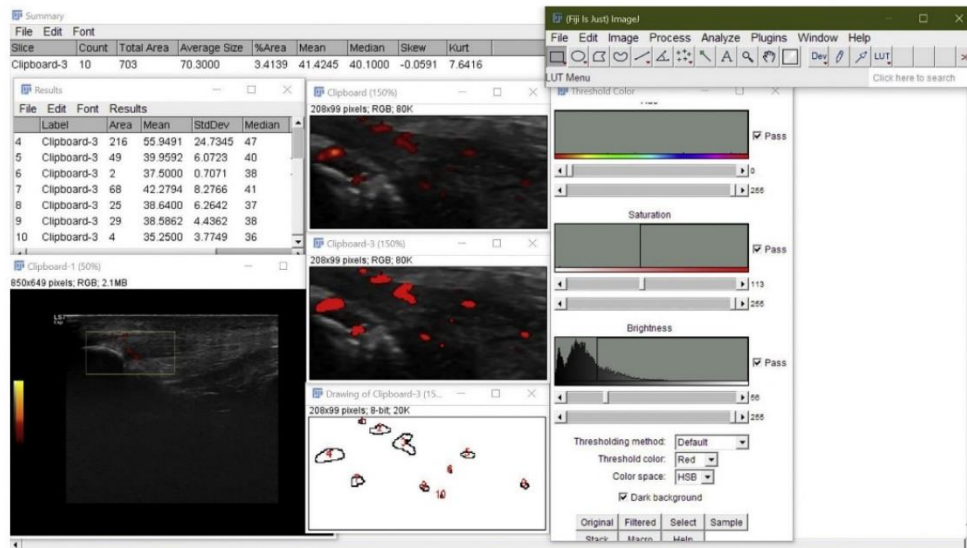 Summary
File Edit Font
Slice Count Total Area Average Size %Area Mean Median Skew Kurt
Clipboard-3 10 703 70.3000 3.4139 41.4245 40.1000 -0.0591 7.6416
Results
File Edit Font Results
Label Area Mean StdDev Median
4 Clipboard-3 216 55.9491 24.7345 47
5 Clipboard-3 49 39.9592 6.0723 40
6 Clipboard-3 2 37.5000 0.7071 38
7 Clipboard-3 68 42.2794 8.2766 41
8 Clipboard-3 25 38.6400 6.2642 37
9 Clipboard-3 29 38.5862 4.4362 38
10 Clipboard-3 4 35.2500 3.7749 36
Clipboard-1 (50%)
850x649 pixels; RGB; 2.1MB
Clipboard (150%)
208x99 pixels; RGB; 80K
Clipboard-3 (150%)
208x99 pixels; RGB; 80K
Drawing of Clipboard-3 (15...
208x99 pixels; 8-bit; 20K
4
10
(Fiji Is Just) ImageJ
File Edit Image Process Analyze Plugins Window Help
A Dev LUT
LUT Menu
Click here to search
Threshold Color
Pass
0
255
Saturation
Pass
113
255
Brightness
Pass
56
255
Thresholding method: Default
Threshold color: Red
Color space: HSB
Dark background
Original Filtered Select Sample
Stack Macro Help